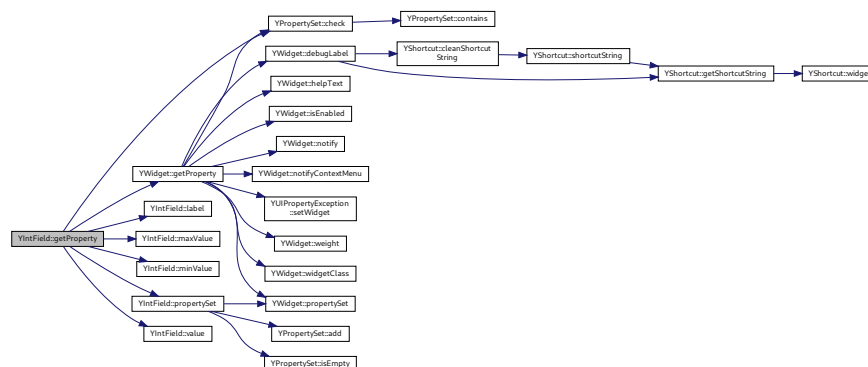 YPropertySet::check
YPropertySet::contains
YWidget::debugLabel
YShortcut::cleanShortcut
String
YShortcut::shortcutString
YShortcut::getShortcutString
YShortcut::widge
YWidget::helpText
YWidget::isEnabled
YWidget::notify
YWidget::getProperty
YWidget::notifyContextMenu
YUIPropertyException
::setWidget
YIntField::label
YIntField::getProperty
YIntField::maxValue
YWidget::weight
YIntField::minValue
YWidget::widgetClass
YIntField::propertySet
YWidget::propertySet
YIntField::value
YPropertySet::add
YPropertySet::isEmpty